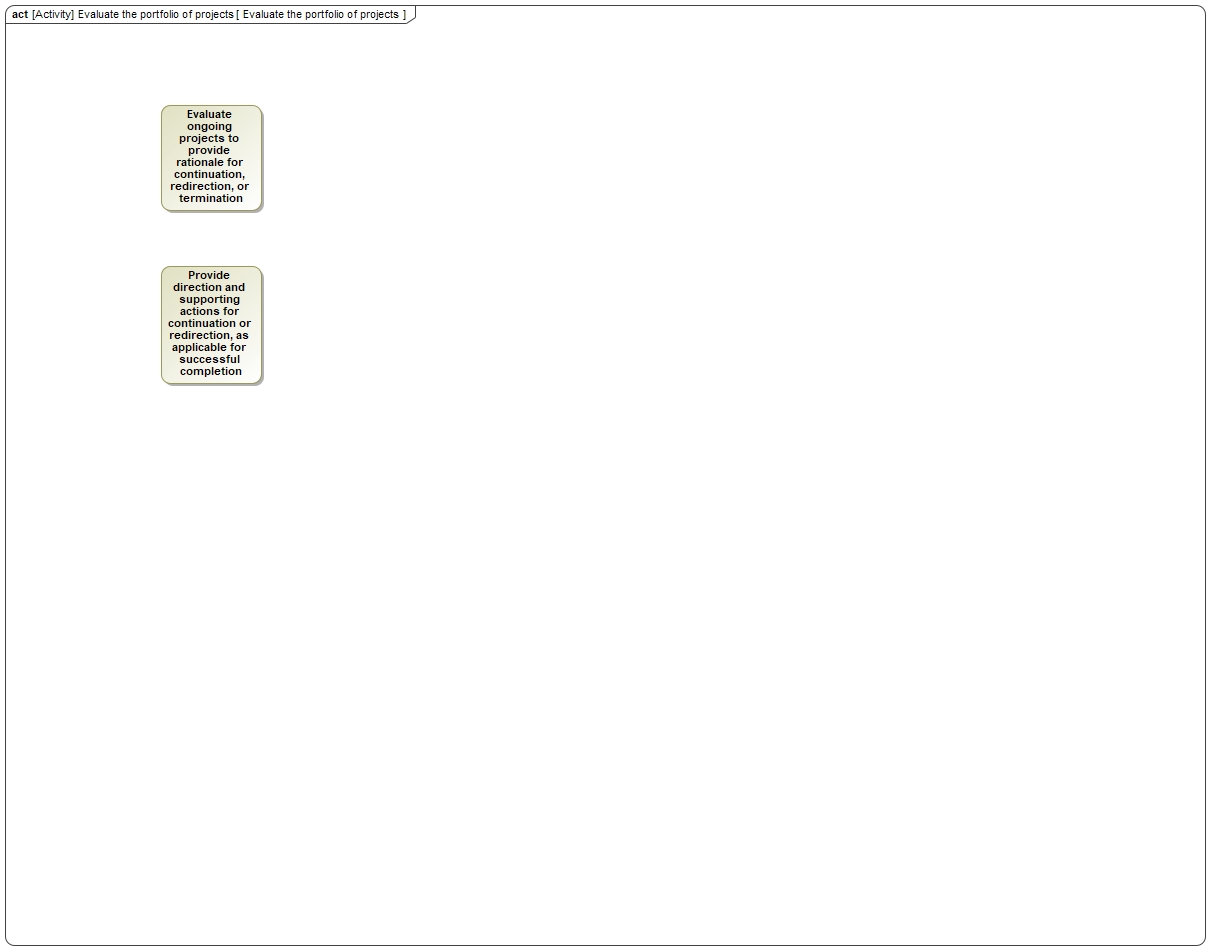 act [Activity] Evaluate the portfolio of projects [ Evaluate the portfolio of projects ]
Evaluate
ongoing
projects to
provide
rationale for
continuation,
redirection, or
termination
Provide
direction and
supporting
actions for
continuation or
redirection, as
applicable for
successful
completion